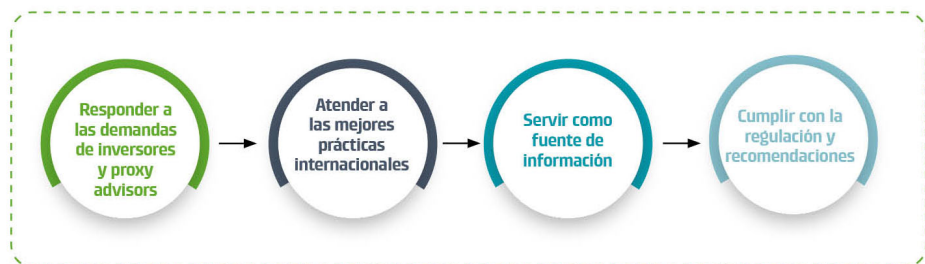 Responder a
las demandas
de inversores
y proxy
advisors
Atender a
las mejores
prácticas
internacionales
Servir como
fuente de
información
Cumplir con la
regulación y
recomendaciones